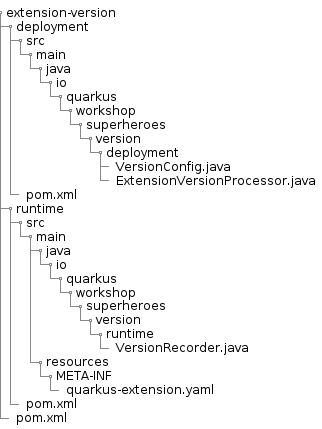 extension-version
deployment
src
main
java
io
quarkus
workshop
superheroes
version
deployment
VersionConfig.java
ExtensionVersionProcessor.java
pom.xml
runtime
src
main
java
io
quarkus
workshop
superheroes
version
runtime
VersionRecorder.java
resources
META-INF
quarkus-extension.yaml
pom.xml
pom.xml